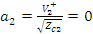 a₂ = V₂⁺ / √Z_C2 = 0